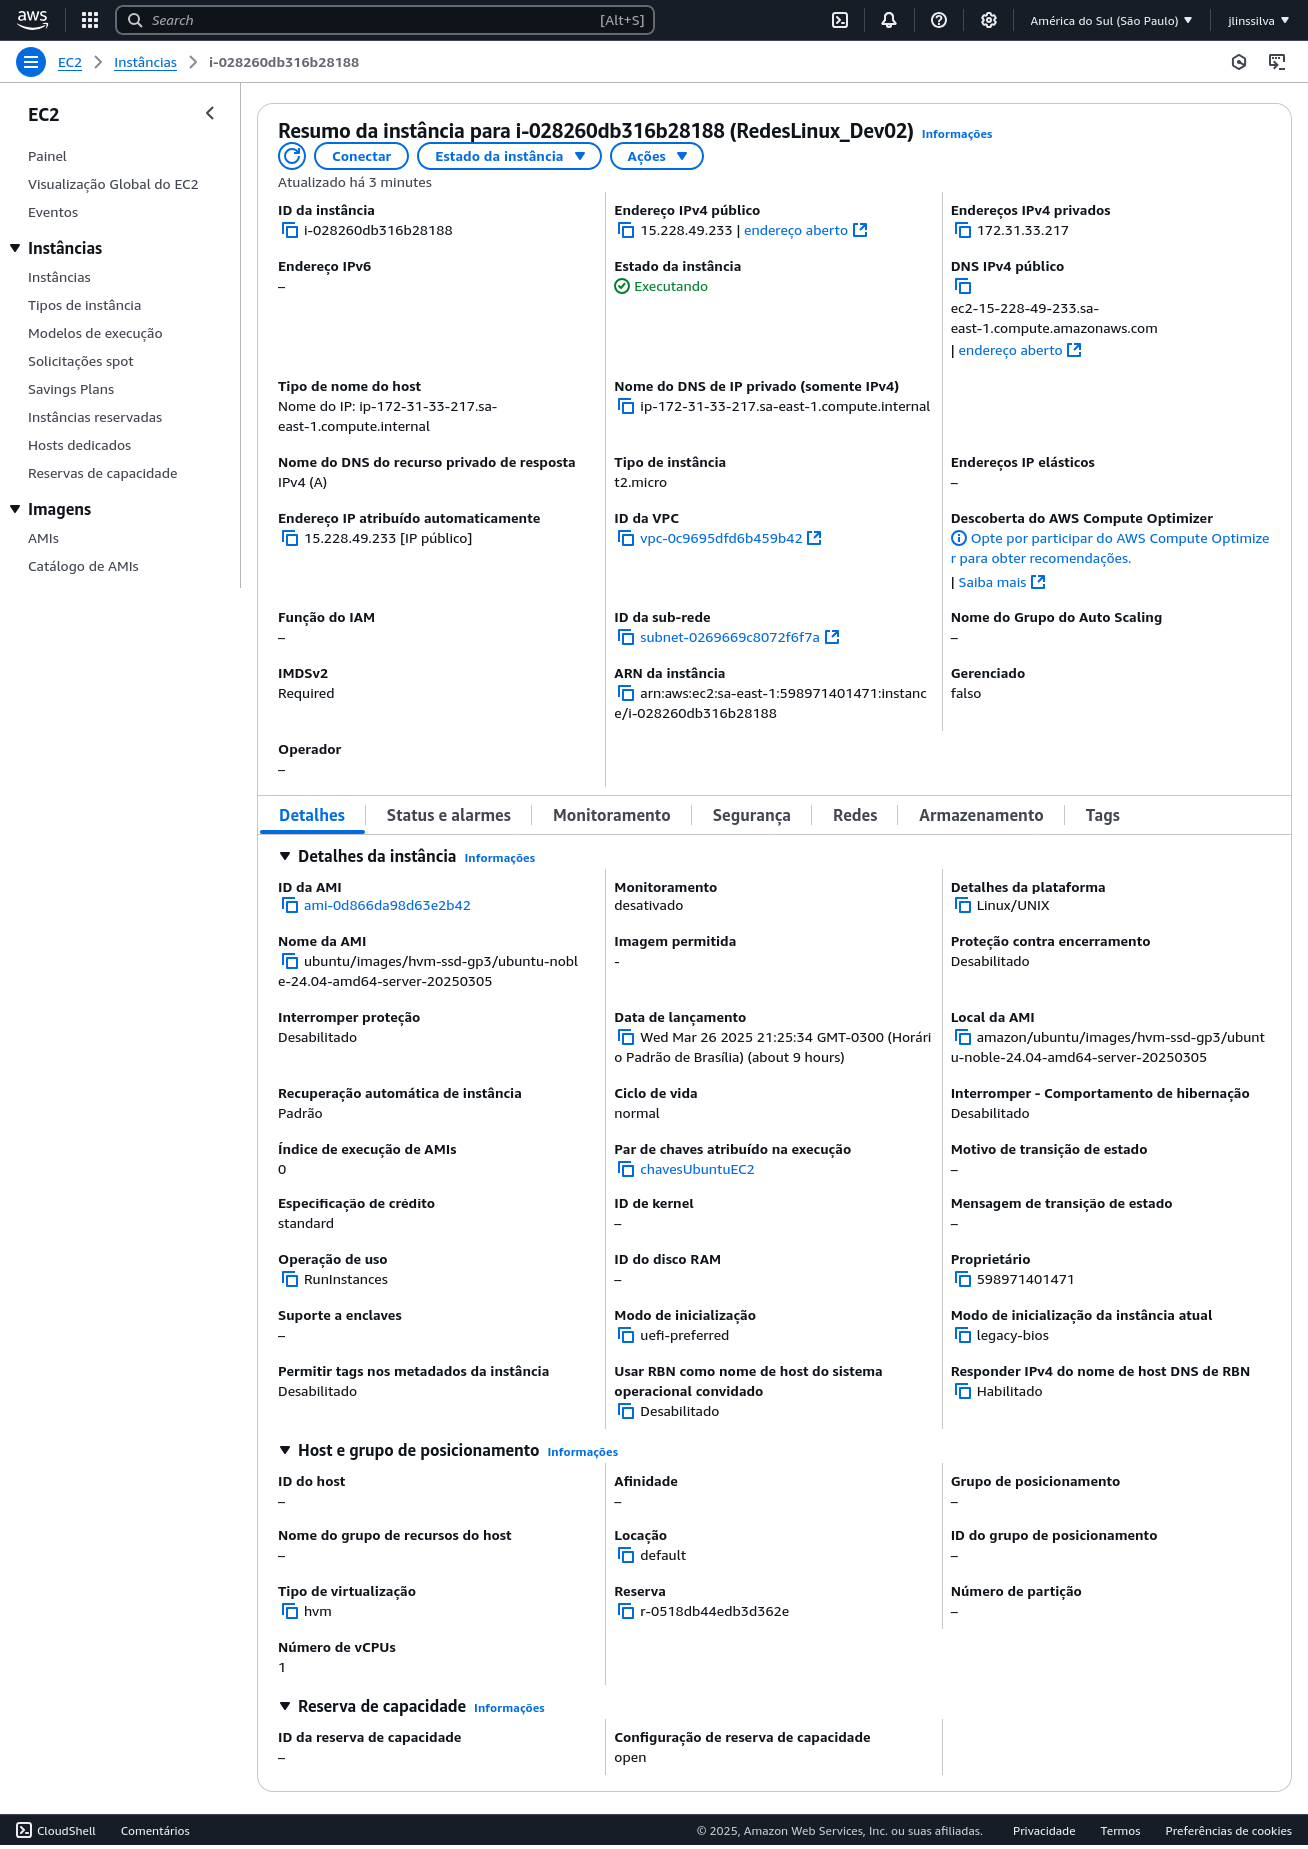 aws
Search [Alt+S]
América do Sul (São Paulo)
jlinssilva
EC2 > Instâncias > i-028260db316b28188
EC2
Painel
Visualização Global do EC2
Eventos
Instâncias
Instâncias
Tipos de instância
Modelos de execução
Solicitações spot
Savings Plans
Instâncias reservadas
Hosts dedicados
Reservas de capacidade
Imagens
AMIs
Catálogo de AMIs
Resumo da instância para i-028260db316b28188 (RedesLinux_Dev02) Informações
Conectar
Estado da instância
Ações
Atualizado há 3 minutes
ID da instância
i-028260db316b28188
Endereço IPv4 público
15.228.49.233 | endereço aberto
Endereços IPv4 privados
172.31.33.217
Endereço IPv6
–
Estado da instância
Executando
DNS IPv4 público
ec2-15-228-49-233.sa-
east-1.compute.amazonaws.com
| endereço aberto
Tipo de nome do host
Nome do IP: ip-172-31-33-217.sa-
east-1.compute.internal
Nome do DNS de IP privado (somente IPv4)
ip-172-31-33-217.sa-east-1.compute.internal
Nome do DNS do recurso privado de resposta
IPv4 (A)
Tipo de instância
t2.micro
Endereços IP elásticos
–
Endereço IP atribuído automaticamente
15.228.49.233 [IP público]
ID da VPC
vpc-0c9695dfd6b459b42
Descoberta do AWS Compute Optimizer
Opte por participar do AWS Compute Optimize
r para obter recomendações.
| Saiba mais
Função do IAM
–
ID da sub-rede
subnet-0269669c8072f6f7a
Nome do Grupo do Auto Scaling
–
IMDSv2
Required
ARN da instância
arn:aws:ec2:sa-east-1:598971401471:instanc
e/i-028260db316b28188
Gerenciado
falso
Operador
–
Detalhes
Status e alarmes
Monitoramento
Segurança
Redes
Armazenamento
Tags
Detalhes da instância Informações
ID da AMI
ami-0d866da98d63e2b42
Monitoramento
desativado
Detalhes da plataforma
Linux/UNIX
Nome da AMI
ubuntu/images/hvm-ssd-gp3/ubuntu-nobl
e-24.04-amd64-server-20250305
Imagem permitida
-
Proteção contra encerramento
Desabilitado
Interromper proteção
Desabilitado
Data de lançamento
Wed Mar 26 2025 21:25:34 GMT-0300 (Horári
o Padrão de Brasília) (about 9 hours)
Local da AMI
amazon/ubuntu/images/hvm-ssd-gp3/ubunt
u-noble-24.04-amd64-server-20250305
Recuperação automática de instância
Padrão
Ciclo de vida
normal
Interromper - Comportamento de hibernação
Desabilitado
Índice de execução de AMIs
0
Par de chaves atribuído na execução
chavesUbuntuEC2
Motivo de transição de estado
–
Especificação de crédito
standard
ID de kernel
–
Mensagem de transição de estado
–
Operação de uso
RunInstances
ID do disco RAM
–
Proprietário
598971401471
Suporte a enclaves
–
Modo de inicialização
uefi-preferred
Modo de inicialização da instância atual
legacy-bios
Permitir tags nos metadados da instância
Desabilitado
Usar RBN como nome de host do sistema
operacional convidado
Desabilitado
Responder IPv4 do nome de host DNS de RBN
Habilitado
Host e grupo de posicionamento Informações
ID do host
–
Afinidade
–
Grupo de posicionamento
–
Nome do grupo de recursos do host
–
Locação
default
ID do grupo de posicionamento
–
Tipo de virtualização
hvm
Reserva
r-0518db44edb3d362e
Número de partição
–
Número de vCPUs
1
Reserva de capacidade Informações
ID da reserva de capacidade
–
Configuração de reserva de capacidade
open
CloudShell
Comentários
© 2025, Amazon Web Services, Inc. ou suas afiliadas.
Privacidade
Termos
Preferências de cookies